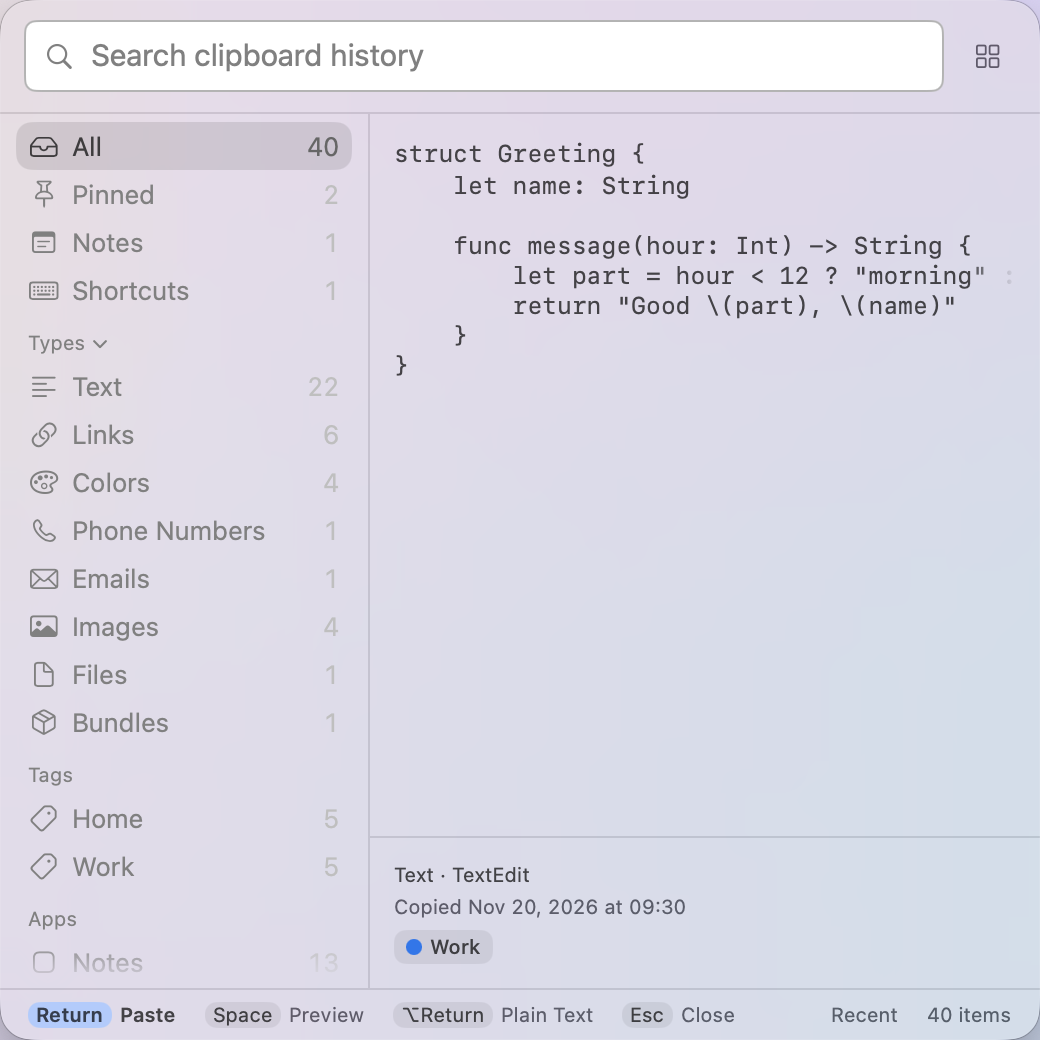 Search clipboard history
All 40
Pinned 2
Notes 1
Shortcuts 1
Types
Text 22
Links 6
Colors 4
Phone Numbers 1
Emails 1
Images 4
Files 1
Bundles 1
Tags
Home 5
Work 5
Apps
Notes 13
struct Greeting {
    let name: String

    func message(hour: Int) -> String {
        let part = hour < 12 ? "morning" :
        return "Good \(part), \(name)"
    }
}
Text · TextEdit
Copied Nov 20, 2026 at 09:30
Work
Return Paste Space Preview ⌥Return Plain Text Esc Close Recent 40 items